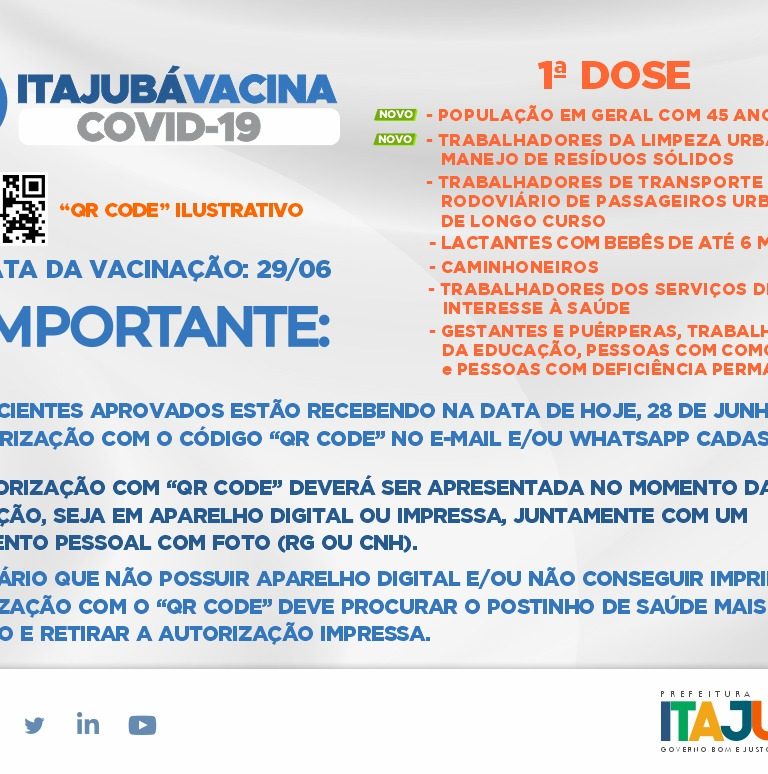 ITAJUBÁVACINA
COVID-19
"QR CODE" ILUSTRATIVO
ATA DA VACINAÇÃO: 29/06
IMPORTANTE:
1ª DOSE
NOVO - POPULAÇÃO EM GERAL COM 45 ANO
NOVO - TRABALHADORES DA LIMPEZA URBA
MANEJO DE RESÍDUOS SÓLIDOS
- TRABALHADORES DE TRANSPORTE
RODOVIÁRIO DE PASSAGEIROS URB
DE LONGO CURSO
- LACTANTES COM BEBÊS DE ATÉ 6 M
- CAMINHONEIROS
- TRABALHADORES DOS SERVIÇOS D
INTERESSE À SAÚDE
- GESTANTES E PUÉRPERAS, TRABALH
DA EDUCAÇÃO, PESSOAS COM COMO
e PESSOAS COM DEFICIÊNCIA PERMA
CIENTES APROVADOS ESTÃO RECEBENDO NA DATA DE HOJE, 28 DE JUNH
RIZAÇÃO COM O CÓDIGO "QR CODE" NO E-MAIL E/OU WHATSAPP CADAS
ORIZAÇÃO COM "QR CODE" DEVERÁ SER APRESENTADA NO MOMENTO DA
ÇÃO, SEJA EM APARELHO DIGITAL OU IMPRESSA, JUNTAMENTE COM UM
ENTO PESSOAL COM FOTO (RG OU CNH).
ÁRIO QUE NÃO POSSUIR APARELHO DIGITAL E/OU NÃO CONSEGUIR IMPRI
IZAÇÃO COM O "QR CODE" DEVE PROCURAR O POSTINHO DE SAÚDE MAIS
O E RETIRAR A AUTORIZAÇÃO IMPRESSA.
PREFEITURA
ITAJU
GOVERNO BOM E JUSTO